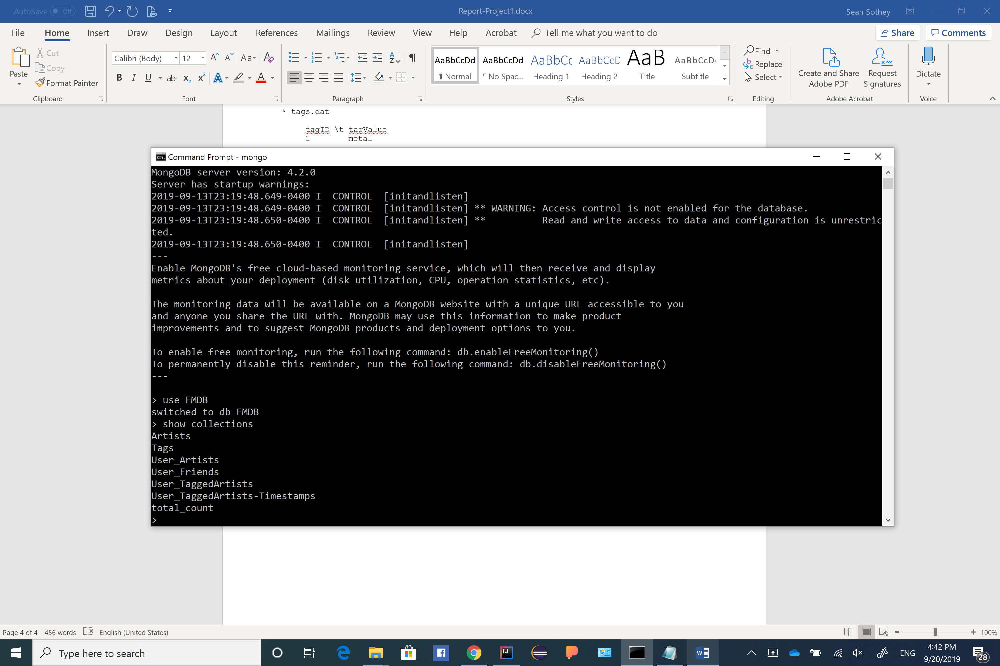 AutoSave Off
Report-Project1.docx
Sean Sothey
File Home Insert Draw Design Layout References Mailings Review View Help Acrobat Tell me what you want to do Share Comments
Paste
Cut
Copy
Format Painter
Clipboard
Calibri (Body) 12
Font
Paragraph
AaBbCcDd AaBbCcDd AaBbCc AaBbCcD AaB AaBbCcD
¶ Normal ¶ No Spac... Heading 1 Heading 2 Title Subtitle
Styles
Find
Replace
Select
Editing
Create and Share
Adobe PDF
Request
Signatures
Adobe Acrobat
Dictate
Voice
* tags.dat
tagID \t tagValue
1 metal
Command Prompt - mongo
MongoDB server version: 4.2.0
Server has startup warnings:
2019-09-13T23:19:48.649-0400 I  CONTROL  [initandlisten]
2019-09-13T23:19:48.649-0400 I  CONTROL  [initandlisten] ** WARNING: Access control is not enabled for the database.
2019-09-13T23:19:48.650-0400 I  CONTROL  [initandlisten] **          Read and write access to data and configuration is unrestric
ted.
2019-09-13T23:19:48.650-0400 I  CONTROL  [initandlisten]
---
Enable MongoDB's free cloud-based monitoring service, which will then receive and display
metrics about your deployment (disk utilization, CPU, operation statistics, etc).
The monitoring data will be available on a MongoDB website with a unique URL accessible to you
and anyone you share the URL with. MongoDB may use this information to make product
improvements and to suggest MongoDB products and deployment options to you.
To enable free monitoring, run the following command: db.enableFreeMonitoring()
To permanently disable this reminder, run the following command: db.disableFreeMonitoring()
---
> use FMDB
switched to db FMDB
> show collections
Artists
Tags
User_Artists
User_Friends
User_TaggedArtists
User_TaggedArtists-Timestamps
total_count
>
Page 4 of 4 456 words English (United States) 100%
Type here to search
ENG
4:42 PM
9/20/2019
28